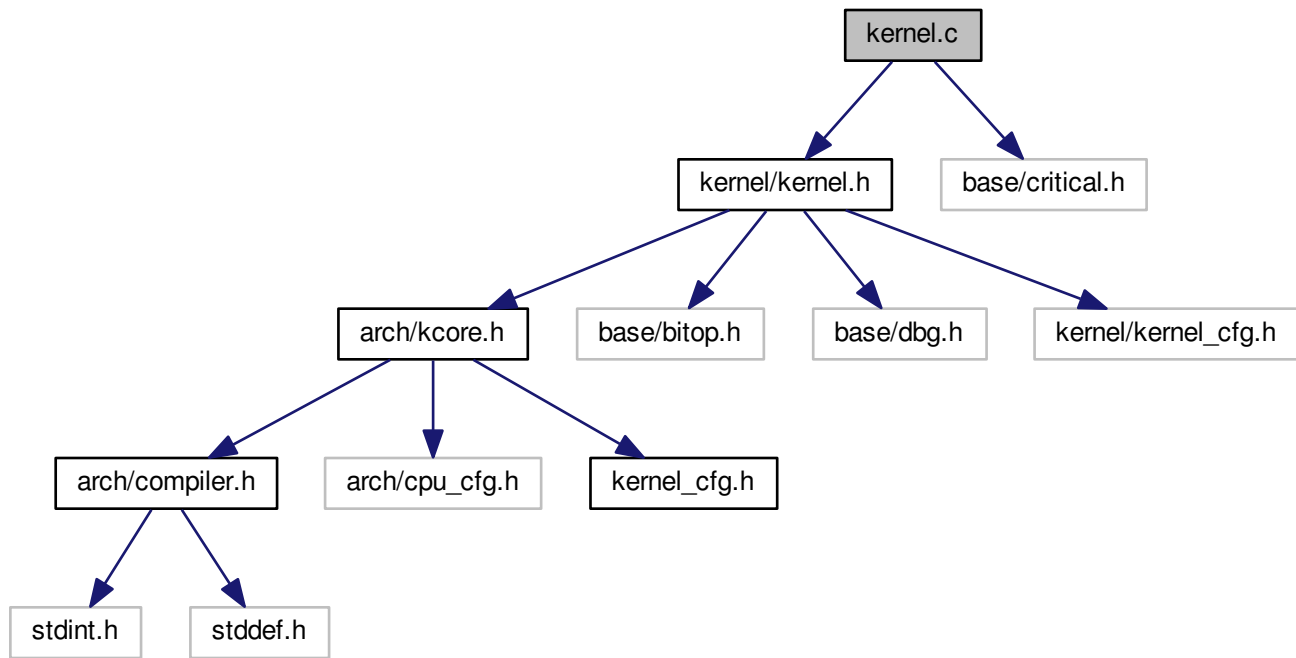 kernel.c
kernel/kernel.h
base/critical.h
arch/kcore.h
base/bitop.h
base/dbg.h
kernel/kernel_cfg.h
arch/compiler.h
arch/cpu_cfg.h
kernel_cfg.h
stdint.h
stddef.h